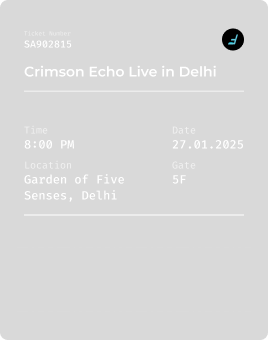 Ticket Number
SA902815
Crimson Echo Live in Delhi
Time
Date
8:00 PM
27.01.2025
Location
Gate
Garden of Five
5F
Senses, Delhi